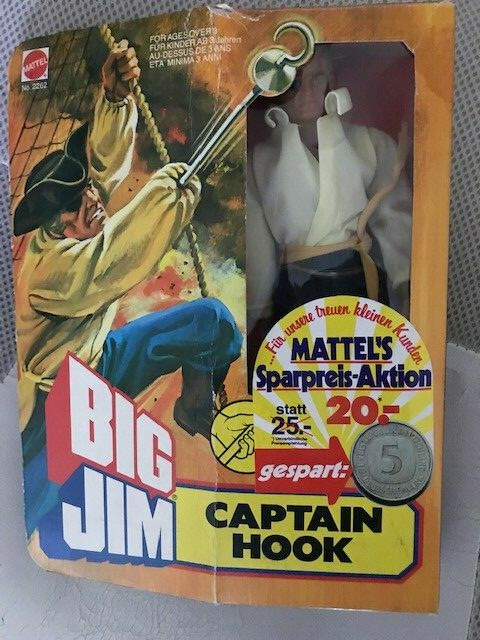 MATTEL
No. 2262
FOR AGES OVER 3
FÜR KINDER AB 3 Jahren
AU-DESSUS DE 3 ANS
ETA' MINIMA 3 ANNI
...Für unsere treuen kleinen Kunden
MATTEL'S
Sparpreis-Aktion
statt
25.-
20.-
gespart:
5
BIG
JIM
CAPTAIN
HOOK